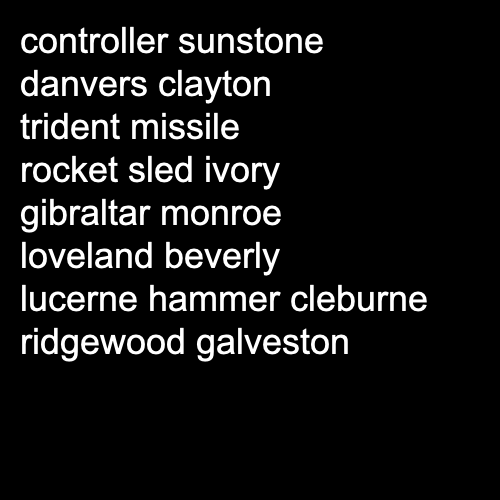 controller sunstone
danvers clayton
trident missile
rocket sled ivory
gibraltar monroe
loveland beverly
lucerne hammer cleburne
ridgewood galveston